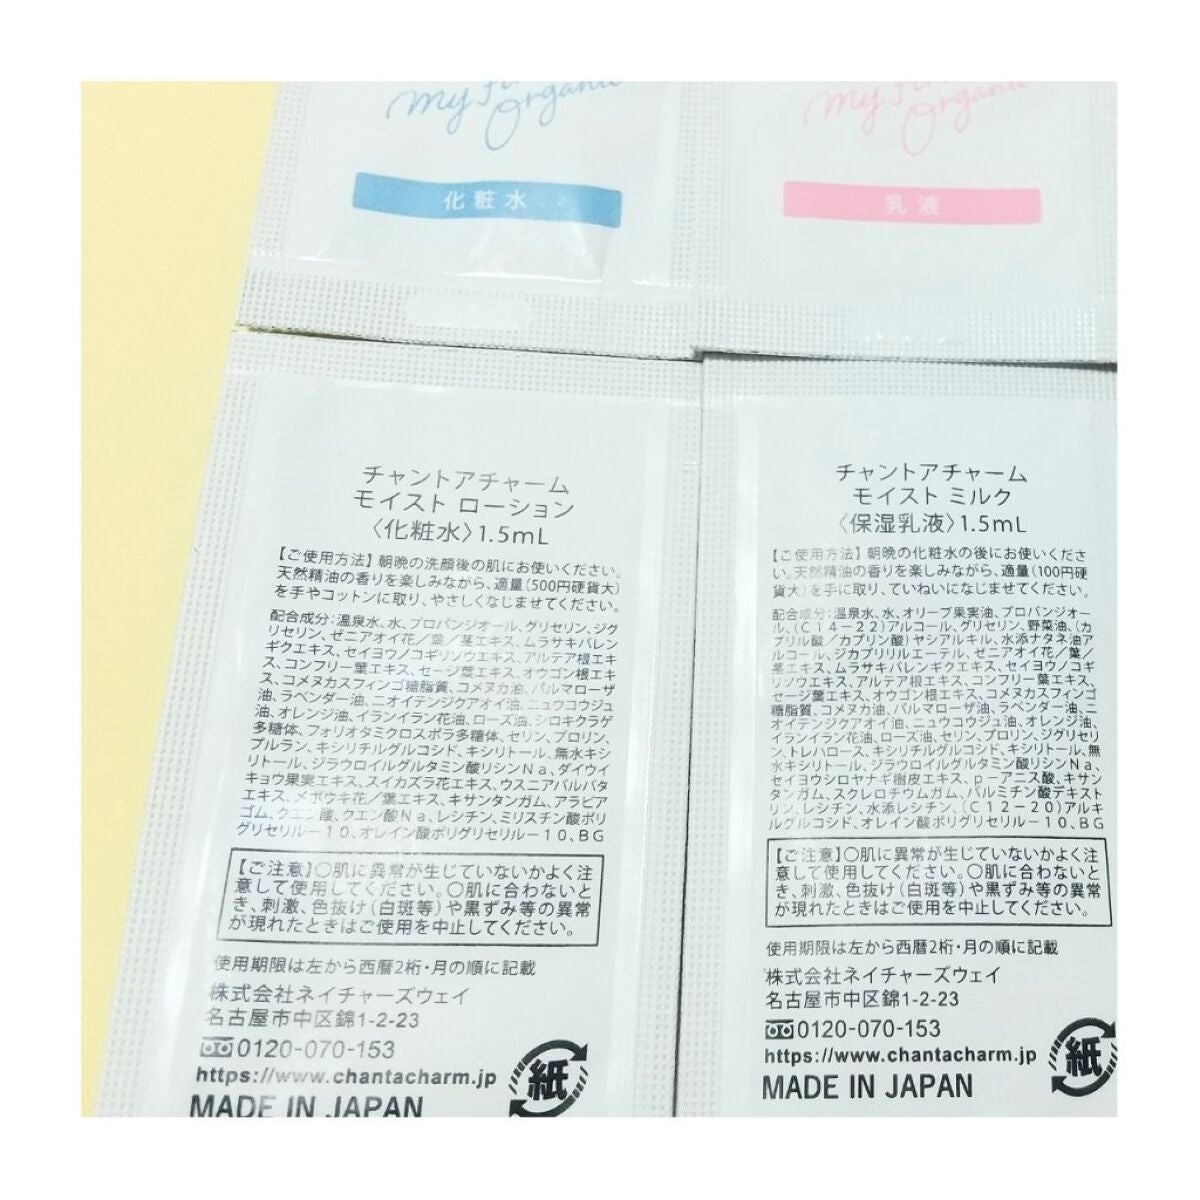 my
Organic
化粧水
my
Organic
乳液
チャントアチャーム
モイスト ローション
〈化粧水〉1.5mL
【ご使用方法】朝晩の洗顔後の肌にお使いください。
天然精油の香りを楽しみながら、適量(500円硬貨大)
を手やコットンに取り、やさしくなじませてください。
配合成分:温泉水、水、プロパンジオール、グリセリン、ジグ
リセリン、ゼニアオイ花/葉/茎エキス、ムラサキバレン
ギクエキス、セイヨウノコギリソウエキス、アルテア根エキ
ス、コンフリー葉エキス、セージ葉エキス、オウゴン根エキ
ス、コメヌカスフィンゴ糖脂質、コメヌカ油、パルマローザ
油、ラベンダー油、ニオイテンジクアオイ油、ニュウコウジュ
油、オレンジ油、イランイラン花油、ローズ油、シロキクラゲ
多糖体、フォリオタミクロスポラ多糖体、セリン、プロリン、
プルラン、キシリチルグルコシド、キシリトール、無水キシ
リトール、ジラウロイルグルタミン酸リシンNa、ダイウイ
キョウ果実エキス、スイカズラ花エキス、ウスニアバルバタ
エキス、メボウキ花/葉エキス、キサンタンガム、アラビア
ゴム、クエン酸、クエン酸Na、レシチン、ミリスチン酸ポリ
グリセリル-10、オレイン酸ポリグリセリル-10、BG
【ご注意】〇肌に異常が生じていないかよく注
意して使用してください。〇肌に合わないと
き、刺激、色抜け(白斑等)や黒ずみ等の異常
が現れたときはご使用を中止してください。
使用期限は左から西暦2桁・月の順に記載
株式会社ネイチャーズウェイ
名古屋市中区錦1-2-23
0120-070-153
https://www.chantacharm.jp
MADE IN JAPAN
紙
チャントアチャーム
モイスト ミルク
〈保湿乳液〉1.5mL
【ご使用方法】朝晩の化粧水の後にお使いくださ
い。天然精油の香りを楽しみながら、適量(100円硬
貨大)を手に取り、ていねいになじませてください。
配合成分:温泉水、水、オリーブ果実油、プロパンジオー
ル、(C14-22)アルコール、グリセリン、野菜油、(カ
プリル酸/カプリン酸)ヤシアルキル、水添ナタネ油ア
ルコール、ジカプリリルエーテル、ゼニアオイ花/葉/
茎エキス、ムラサキバレンギクエキス、セイヨウノコギ
リソウエキス、アルテア根エキス、コンフリー葉エキス、
セージ葉エキス、オウゴン根エキス、コメヌカスフィンゴ
糖脂質、コメヌカ油、パルマローザ油、ラベンダー油、ニ
オイテンジクアオイ油、ニュウコウジュ油、オレンジ油、
イランイラン花油、ローズ油、セリン、プロリン、ジグリセリ
ン、トレハロース、キシリチルグルコシド、キシリトール、無
水キシリトール、ジラウロイルグルタミン酸リシンNa、
セイヨウシロヤナギ樹皮エキス、p-アニス酸、キサン
タンガム、スクレロチウムガム、パルミチン酸デキスト
リン、レシチン、水添レシチン、(C12-20)アルキ
ルグルコシド、オレイン酸ポリグリセリル-10、BG
【ご注意】〇肌に異常が生じていないかよく注
意して使用してください。〇肌に合わないと
き、刺激、色抜け(白斑等)や黒ずみ等の異常
が現れたときはご使用を中止してください。
使用期限は左から西暦2桁・月の順に記載
株式会社ネイチャーズウェイ
名古屋市中区錦1-2-23
0120-070-153
https://www.chantacharm.jp
MADE IN JAPAN
紙